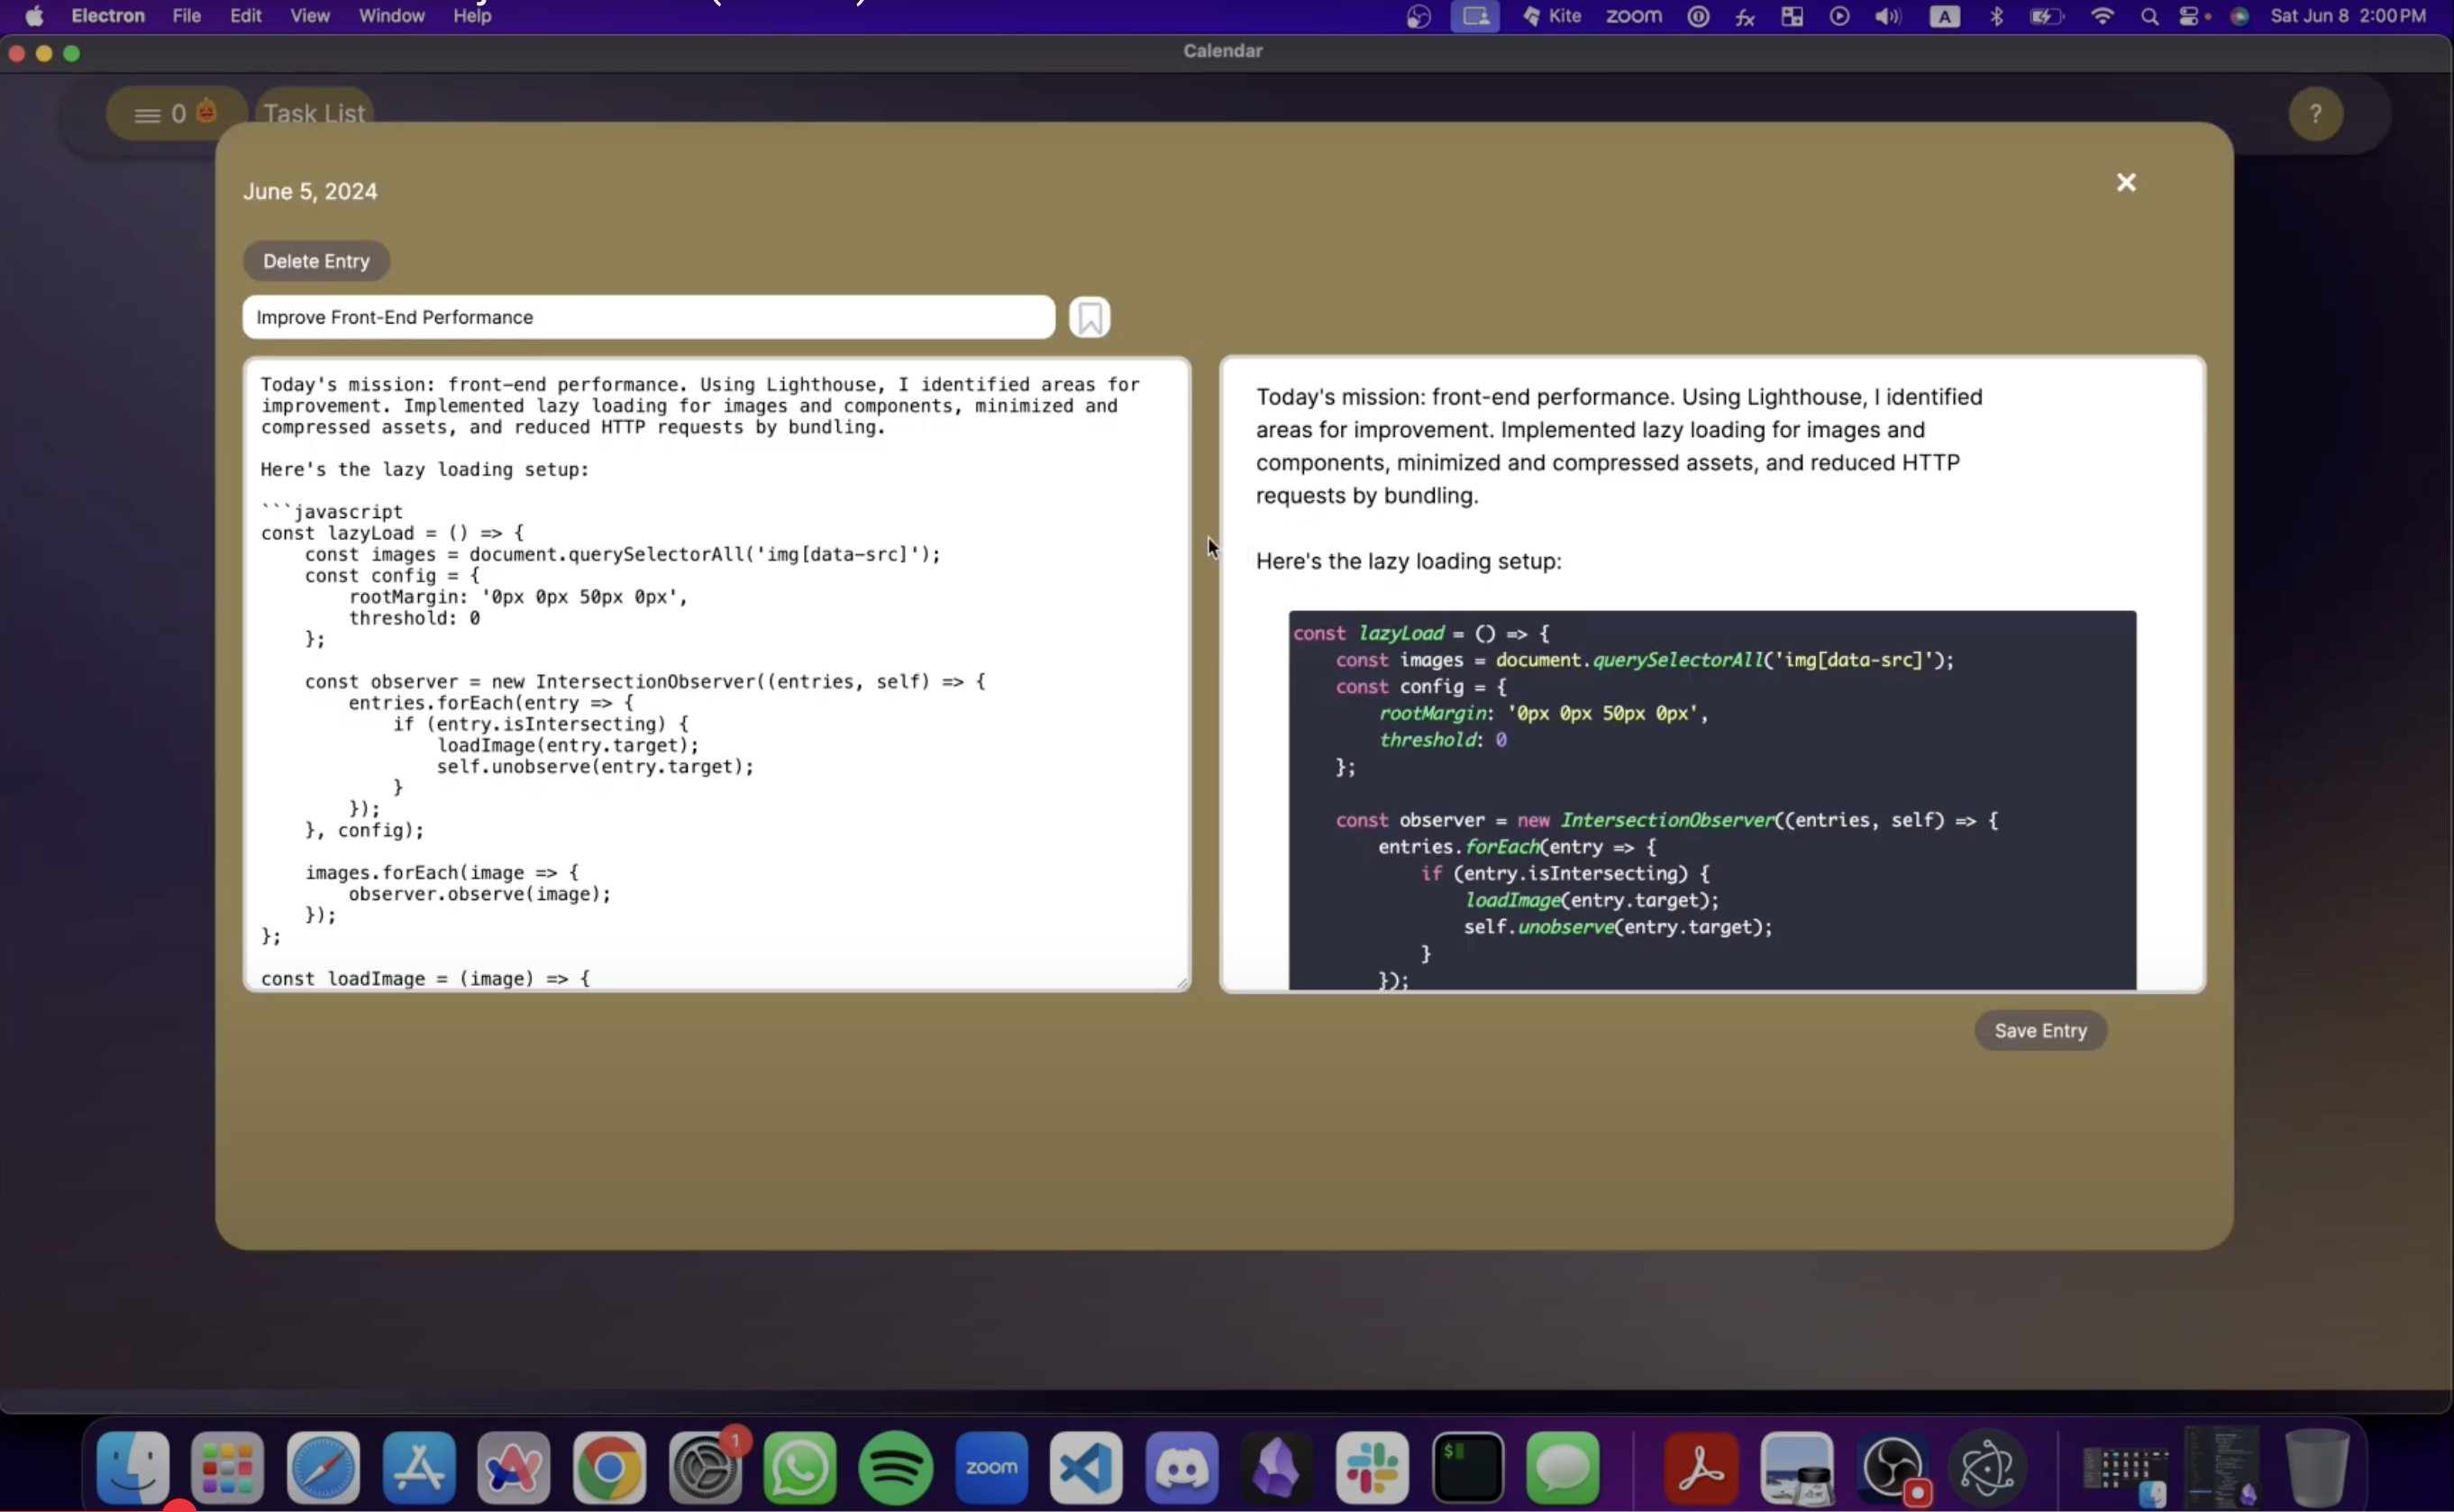 Electron File Edit View Window Help
Kite zoom A Sat Jun 8 2:00 PM
Calendar
0 Task List ?
June 5, 2024
Delete Entry
Improve Front-End Performance
Today's mission: front-end performance. Using Lighthouse, I identified areas for
improvement. Implemented lazy loading for images and components, minimized and
compressed assets, and reduced HTTP requests by bundling.
Here's the lazy loading setup:
```javascript
const lazyLoad = () => {
    const images = document.querySelectorAll('img[data-src]');
    const config = {
        rootMargin: '0px 0px 50px 0px',
        threshold: 0
    };
    const observer = new IntersectionObserver((entries, self) => {
        entries.forEach(entry => {
            if (entry.isIntersecting) {
                loadImage(entry.target);
                self.unobserve(entry.target);
            }
        });
    }, config);
    images.forEach(image => {
        observer.observe(image);
    });
};
const loadImage = (image) => {
Today's mission: front-end performance. Using Lighthouse, I identified
areas for improvement. Implemented lazy loading for images and
components, minimized and compressed assets, and reduced HTTP
requests by bundling.
Here's the lazy loading setup:
const lazyLoad = () => {
    const images = document.querySelectorAll('img[data-src]');
    const config = {
        rootMargin: '0px 0px 50px 0px',
        threshold: 0
    };
    const observer = new IntersectionObserver((entries, self) => {
        entries.forEach(entry => {
            if (entry.isIntersecting) {
                loadImage(entry.target);
                self.unobserve(entry.target);
            }
        });
Save Entry
1
zoom
$